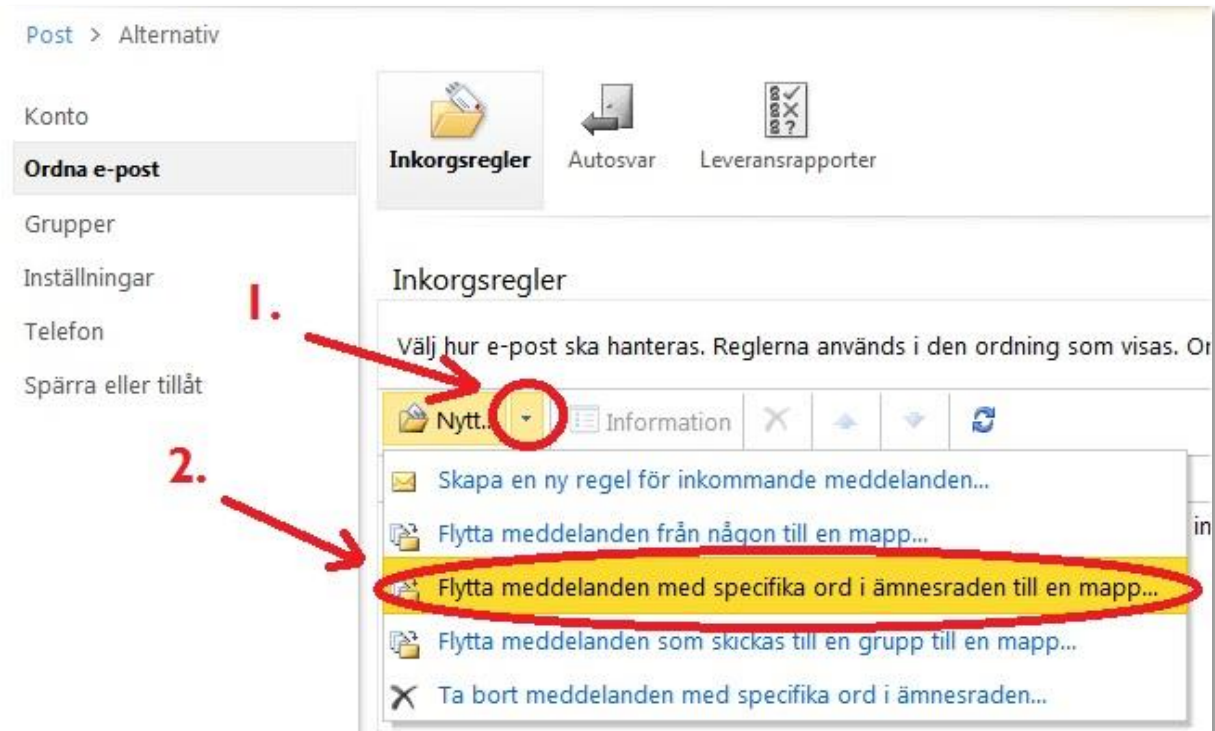 Post > Alternativ
Konto
Ordna e-post
Grupper
Inställningar
Telefon
Spärra eller tillåt
Inkorgsregler
Autosvar
Leveransrapporter
Inkorgsregler
Välj hur e-post ska hanteras. Reglerna används i den ordning som visas. Or
1.
Nytt...
Information
2.
Skapa en ny regel för inkommande meddelanden...
Flytta meddelanden från någon till en mapp...
in
Flytta meddelanden med specifika ord i ämnesraden till en mapp...
Flytta meddelanden som skickas till en grupp till en mapp...
Ta bort meddelanden med specifika ord i ämnesraden...